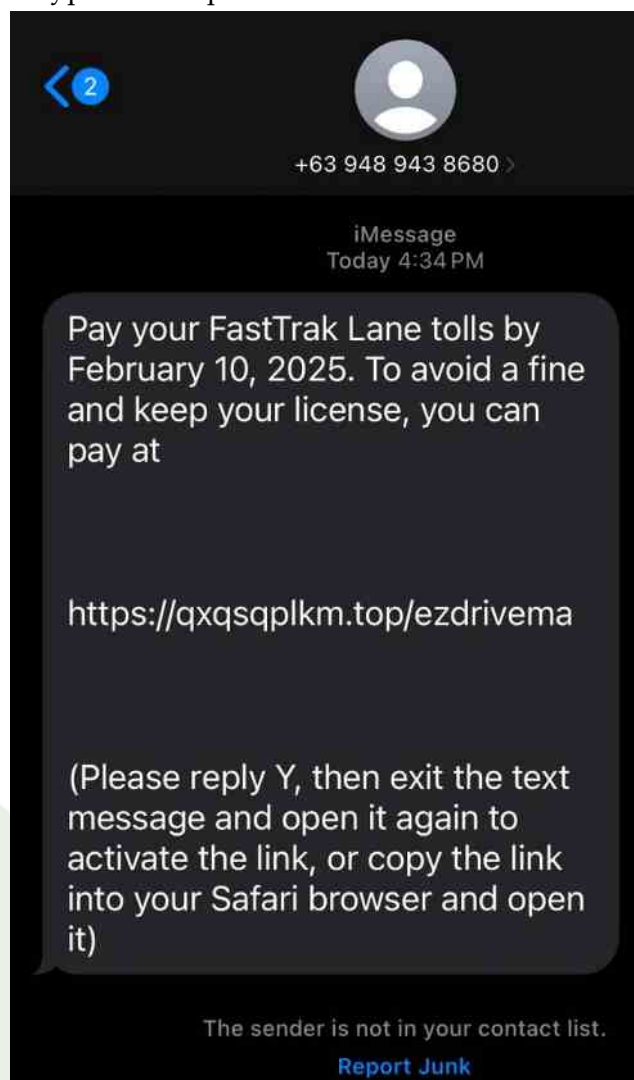 2
+63 948 943 8680 >
iMessage
Today 4:34 PM
Pay your FastTrak Lane tolls by
February 10, 2025. To avoid a fine
and keep your license, you can
pay at
https://qxqsqplkm.top/ezdrivema
(Please reply Y, then exit the text
message and open it again to
activate the link, or copy the link
into your Safari browser and open
it)
The sender is not in your contact list.
Report Junk